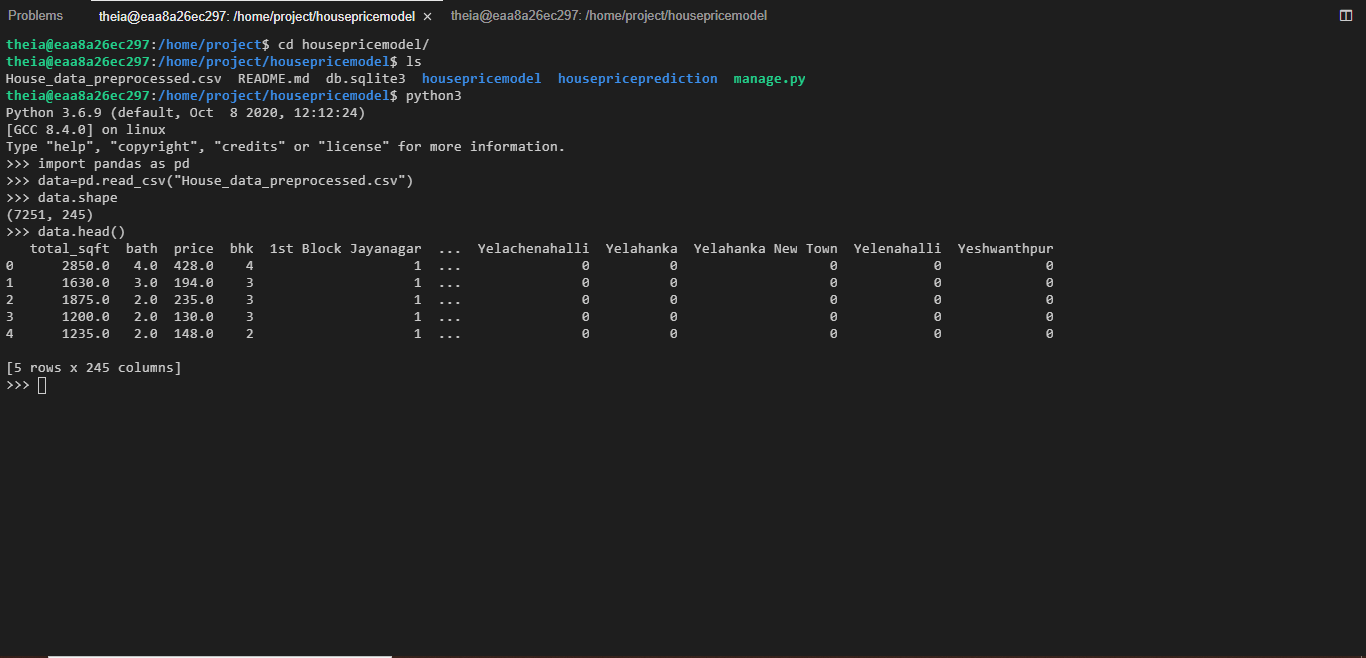 Problems theia@eaa8a26ec297: /home/project/housepricemodel × theia@eaa8a26ec297: /home/project/housepricemodel
theia@eaa8a26ec297:/home/project$ cd housepricemodel/
theia@eaa8a26ec297:/home/project/housepricemodel$ ls
House_data_preprocessed.csv  README.md  db.sqlite3  housepricemodel  housepriceprediction  manage.py
theia@eaa8a26ec297:/home/project/housepricemodel$ python3
Python 3.6.9 (default, Oct  8 2020, 12:12:24)
[GCC 8.4.0] on linux
Type "help", "copyright", "credits" or "license" for more information.
>>> import pandas as pd
>>> data=pd.read_csv("House_data_preprocessed.csv")
>>> data.shape
(7251, 245)
>>> data.head()
   total_sqft  bath  price  bhk  1st Block Jayanagar  ...  Yelachenahalli  Yelahanka  Yelahanka New Town  Yelenahalli  Yeshwanthpur
0      2850.0   4.0  428.0    4                    1  ...               0          0                   0            0             0
1      1630.0   3.0  194.0    3                    1  ...               0          0                   0            0             0
2      1875.0   2.0  235.0    3                    1  ...               0          0                   0            0             0
3      1200.0   2.0  130.0    3                    1  ...               0          0                   0            0             0
4      1235.0   2.0  148.0    2                    1  ...               0          0                   0            0             0
[5 rows x 245 columns]
>>>